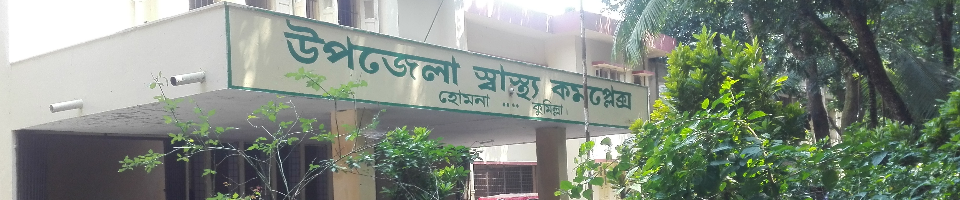 উপজেলা স্বাস্থ্য কমপ্লেক্স
হোমনা .... কুমিল্লা।